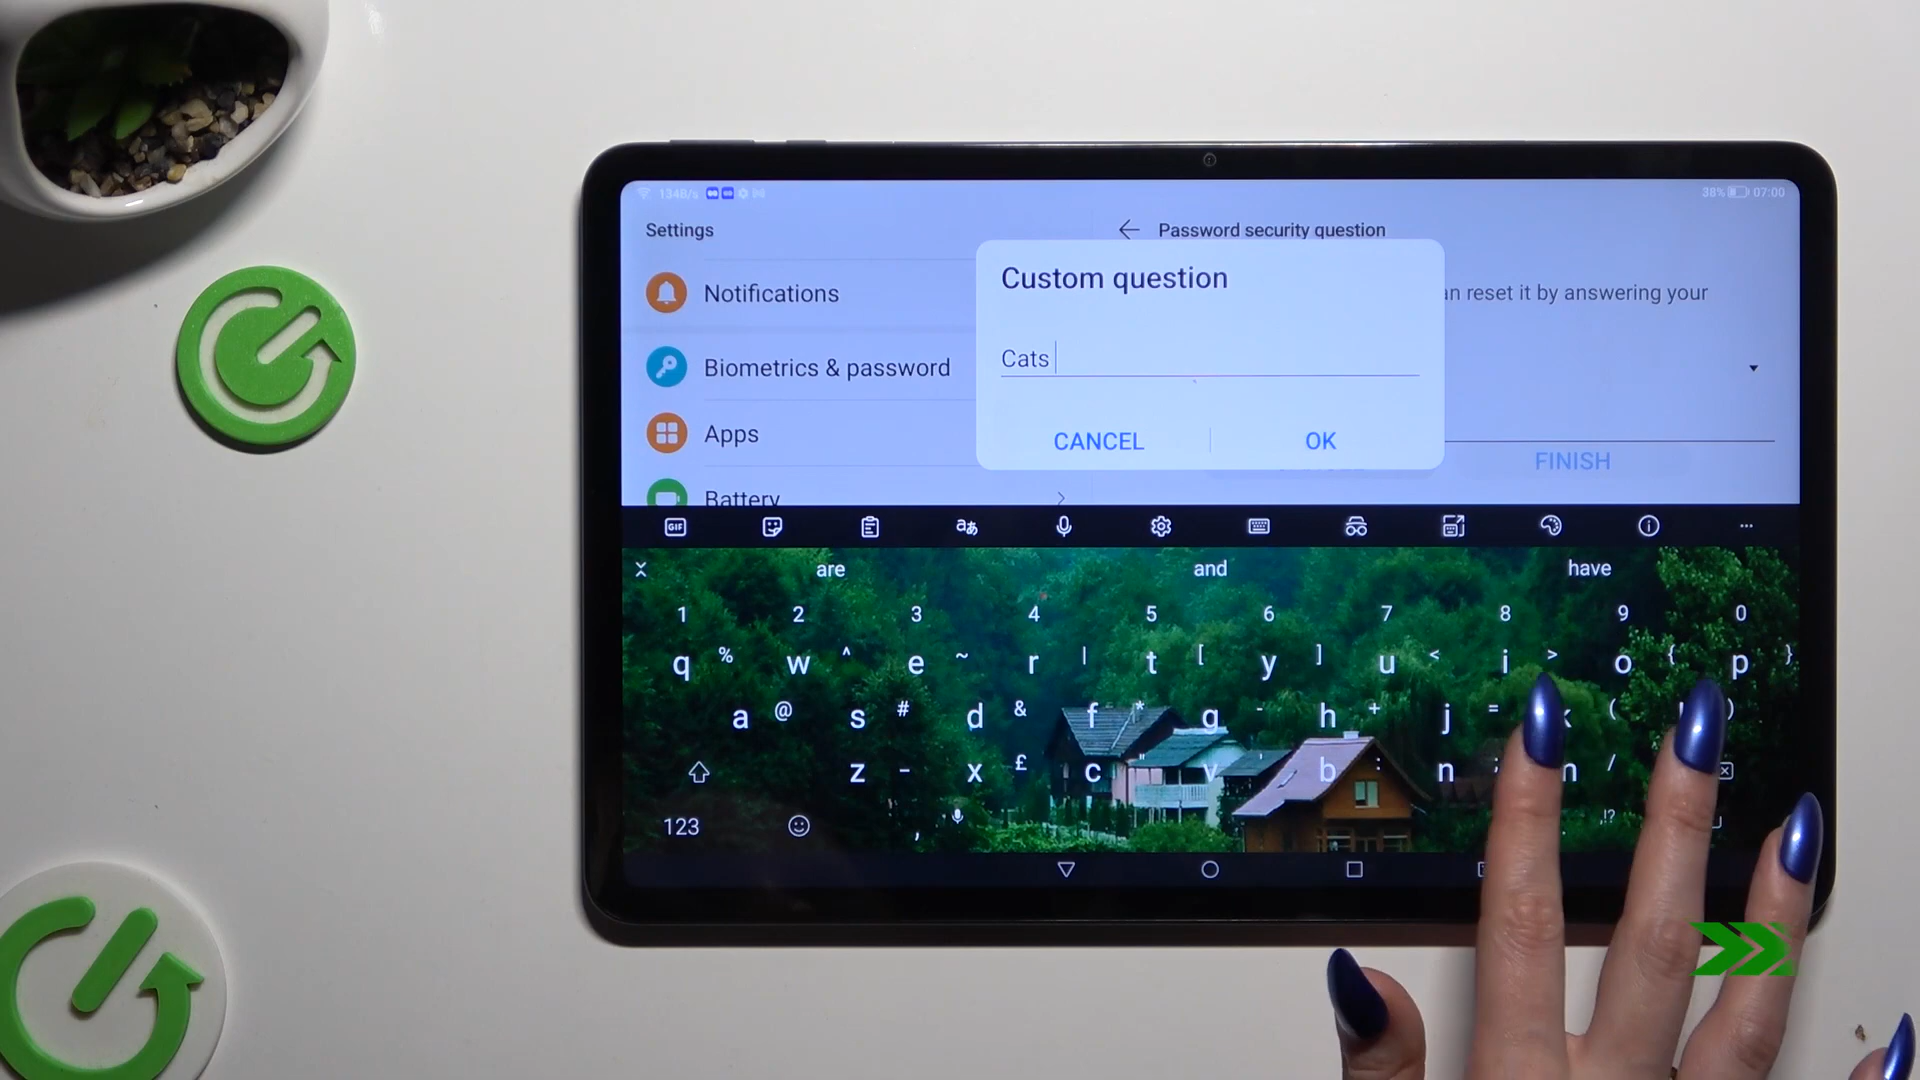 134B/s
38% 07:00
Settings
Password security question
Notifications
Custom question
an reset it by answering your
Cats
Biometrics & password
Apps
CANCEL
OK
FINISH
Battery
GIF
are
and
have
1 2 3 4 5 6 7 8 9 0
q % w ^ e ~ r | t [ y ] u < i > o { p }
a @ s # d & f * g - h + j = k ( )
z - x £ c " v ' b : n ; m /
123 , . !?